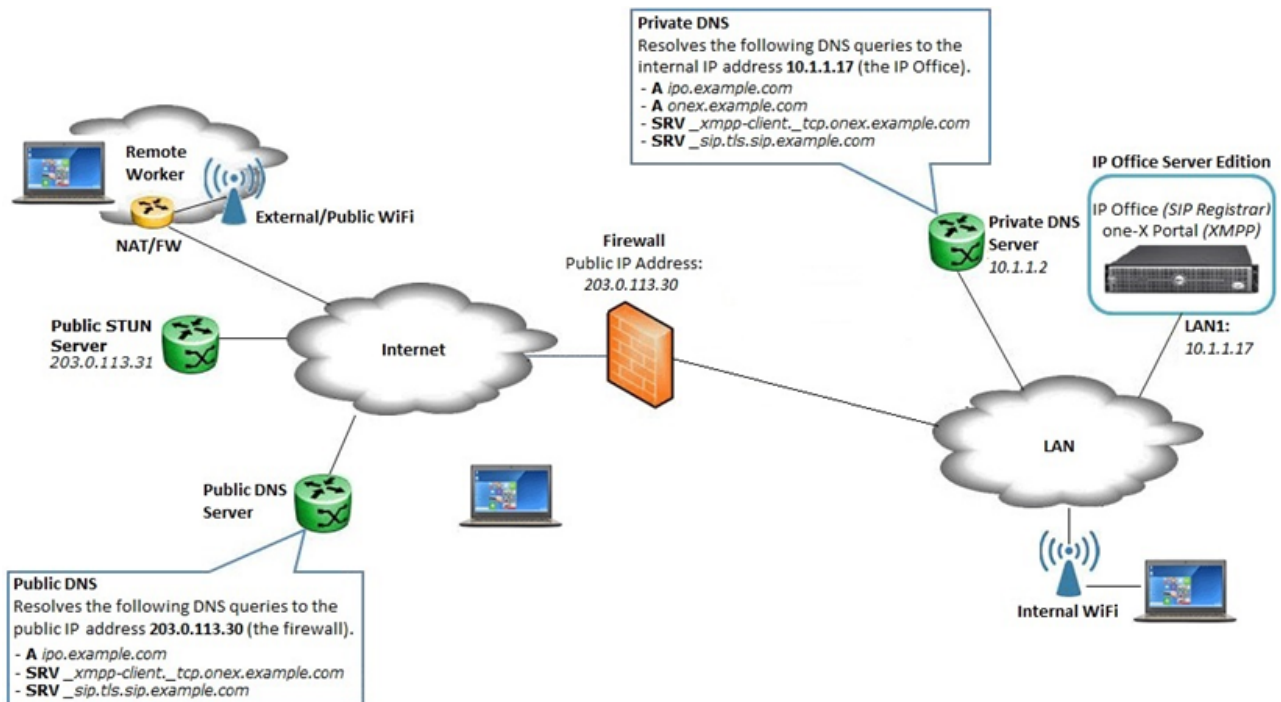 Private DNS
Resolves the following DNS queries to the
internal IP address 10.1.1.17 (the IP Office).
- A ipo.example.com
- A onex.example.com
- SRV _xmpp-client._tcp.onex.example.com
- SRV _sip.tls.sip.example.com
Remote
Worker
External/Public WiFi
NAT/FW
IP Office Server Edition
IP Office (SIP Registrar)
one-X Portal (XMPP)
Private DNS
Server
10.1.1.2
Firewall
Public IP Address:
203.0.113.30
LAN1:
10.1.1.17
Public STUN
Server
203.0.113.31
Internet
LAN
Public DNS
Server
Internal WiFi
Public DNS
Resolves the following DNS queries to the
public IP address 203.0.113.30 (the firewall).
- A ipo.example.com
- SRV _xmpp-client._tcp.onex.example.com
- SRV _sip.tls.sip.example.com